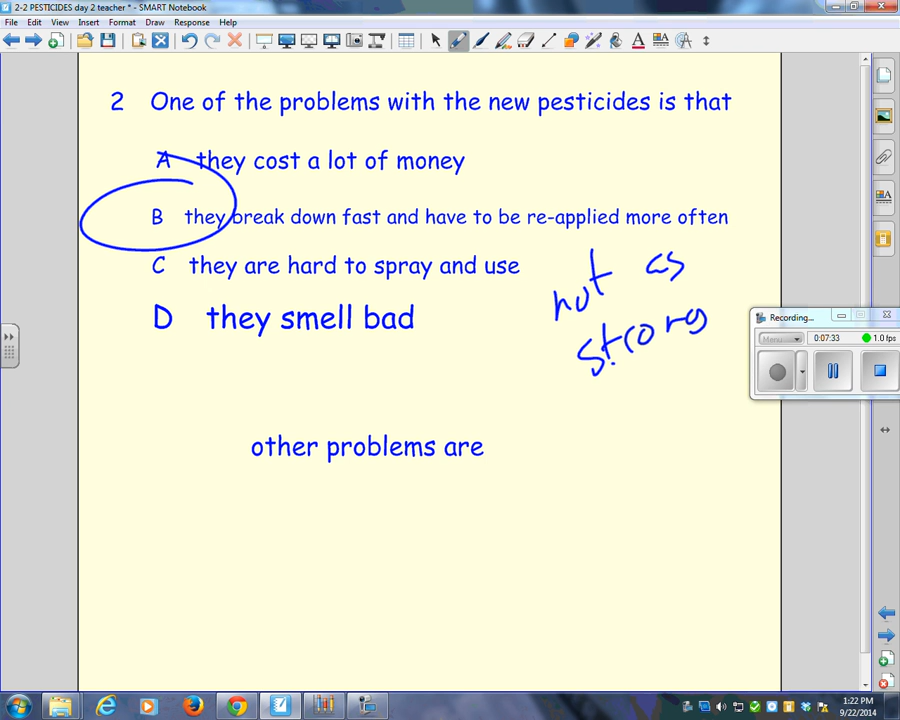 2-2 PESTICIDES day 2 teacher * - SMART Notebook
File Edit View Insert Format Draw Response Help
2 One of the problems with the new pesticides is that
A they cost a lot of money
B they break down fast and have to be re-applied more often
C they are hard to spray and use
D they smell bad
not as
strong
other problems are
Recording...
Menu
0:07:33
1.0 fps
1:22 PM
9/22/2014